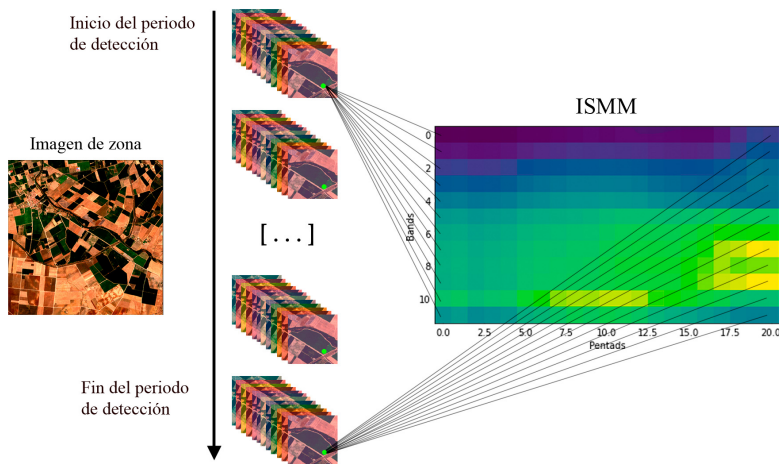 Inicio del periodo
de detección
Imagen de zona
[...]
Fin del periodo
de detección
ISMM
Bands
0
2
4
6
8
10
0.0 2.5 5.0 7.5 10.0 12.5 15.0 17.5 20.0
Pentads